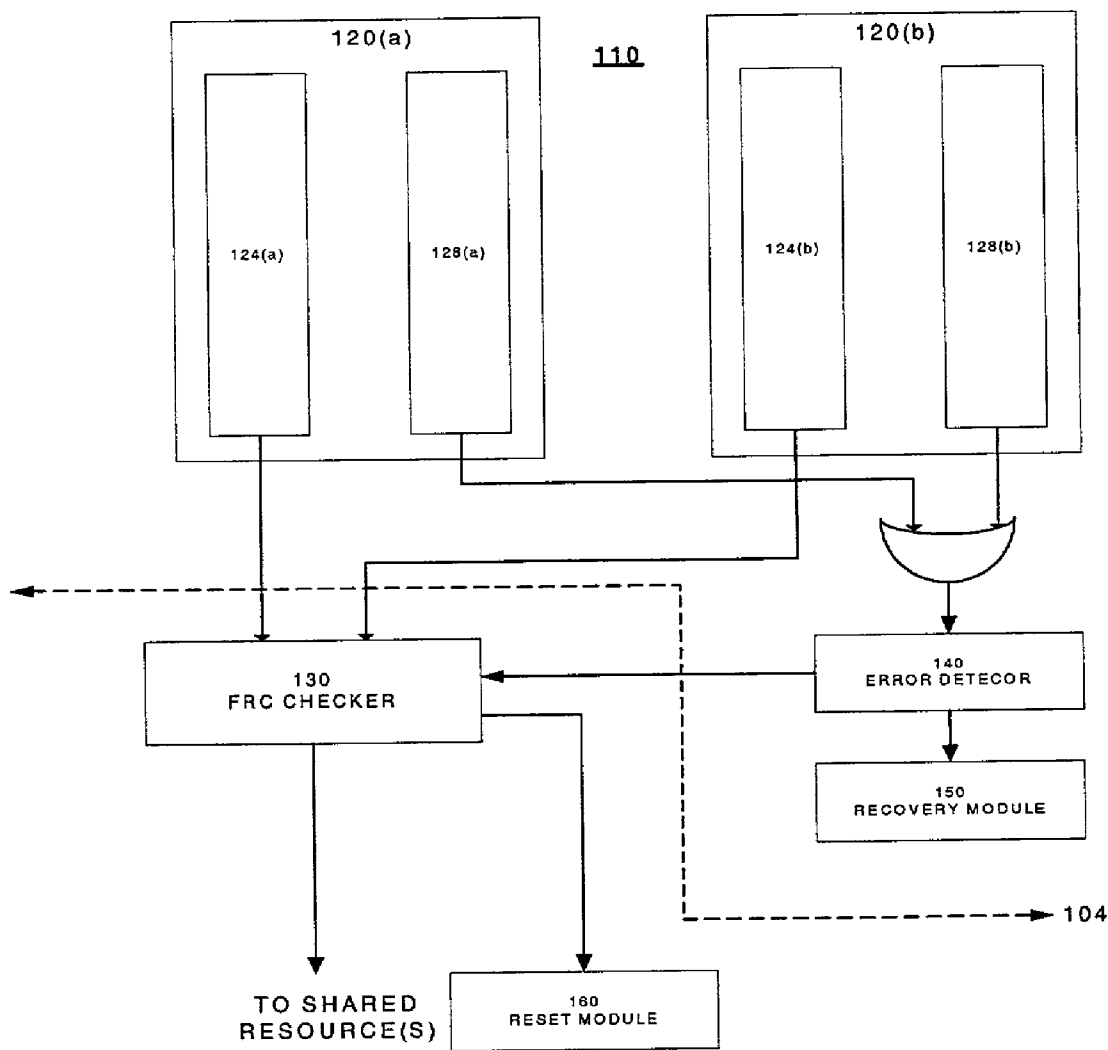 120(a)
110
120(b)
124(a)
128(a)
124(b)
128(b)
130
FRC CHECKER
140
ERROR DETECOR
150
RECOVERY MODULE
104
TO SHARED
RESOURCE(S)
160
RESET MODULE